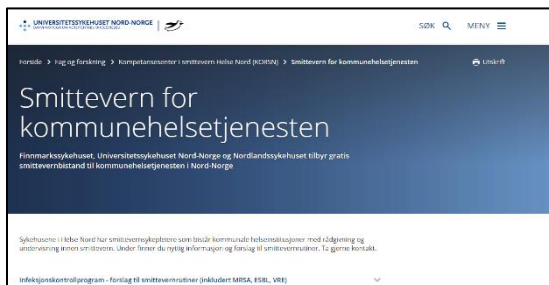 UNIVERSITETSSYKEHUSET NORD-NORGE
SØK MENY
Forside > Fag og forskning > Kompetansesenter i smittevern Helse Nord (KORSN) > Smittevern for kommunehelsetjenesten Utskrift
Smittevern for
kommunehelsetjenesten
Finnmarkssykehuset, Universitetssykehuset Nord-Norge og Nordlandssykehuset tilbyr gratis
smittevernbistand til kommunehelsetjenesten i Nord-Norge
Sykehusene i Helse Nord har smittevernsykepleiere som bistår kommunale helseinstitusjoner med rådgivning og
undervisning innen smittevern. Under finner du nyttig informasjon og forslag til smittevernrutiner. Ta gjerne kontakt.
Infeksjonskontrollprogram - forslag til smittevernrutiner (inkludert MRSA, ESBL, VRE)